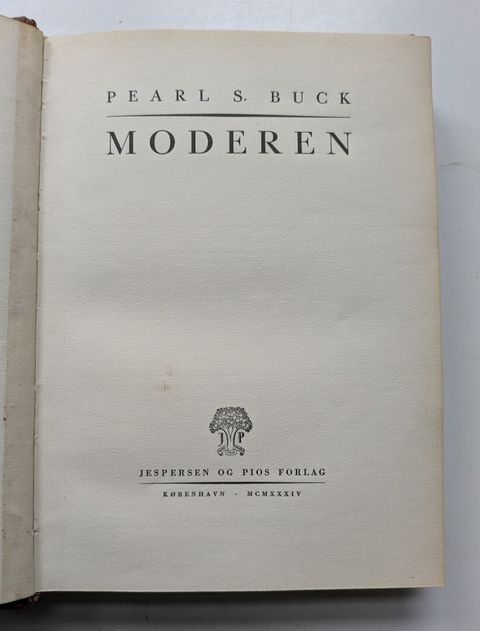 PEARL S. BUCK
MODEREN
J P
JESPERSEN OG PIOS FORLAG
KØBENHAVN - MCMXXXIV